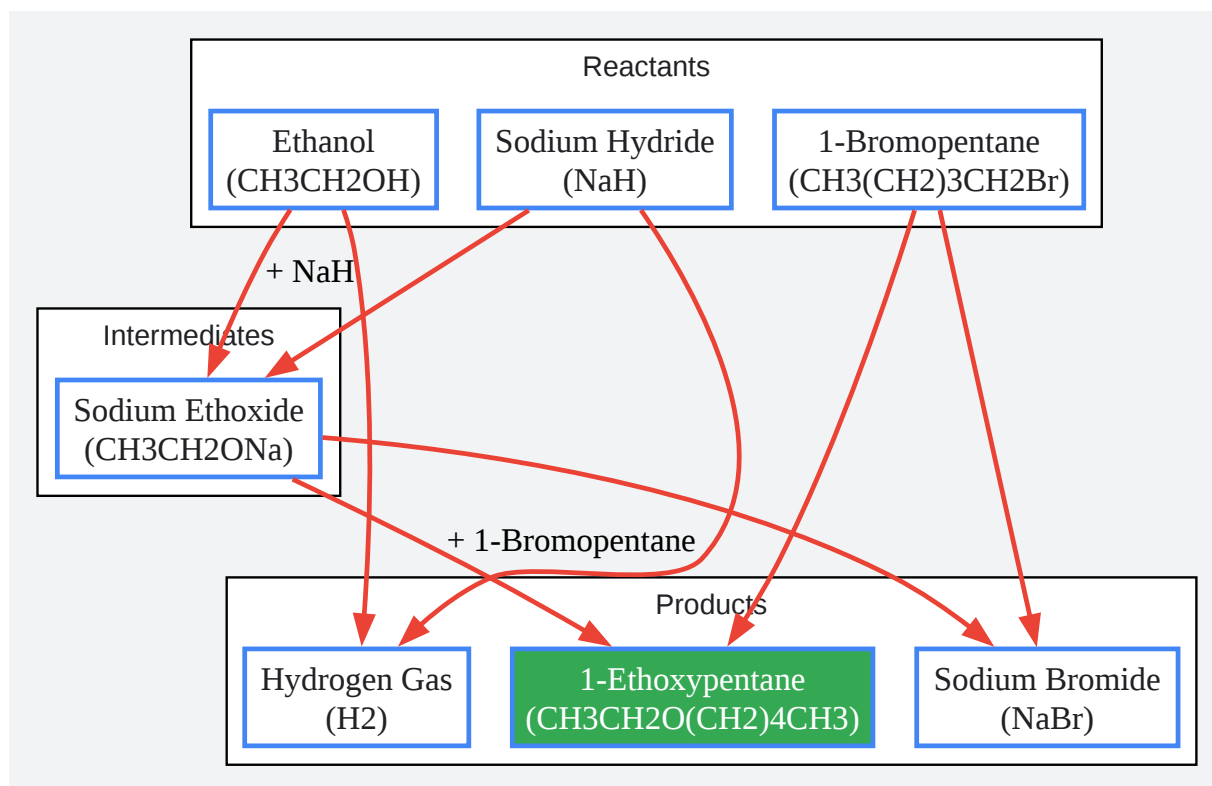 Reactants
Ethanol
(CH3CH2OH)
Sodium Hydride
(NaH)
1-Bromopentane
(CH3(CH2)3CH2Br)
+ NaH
Intermediates
Sodium Ethoxide
(CH3CH2ONa)
+ 1-Bromopentane
Products
Hydrogen Gas
(H2)
1-Ethoxypentane
(CH3CH2O(CH2)4CH3)
Sodium Bromide
(NaBr)